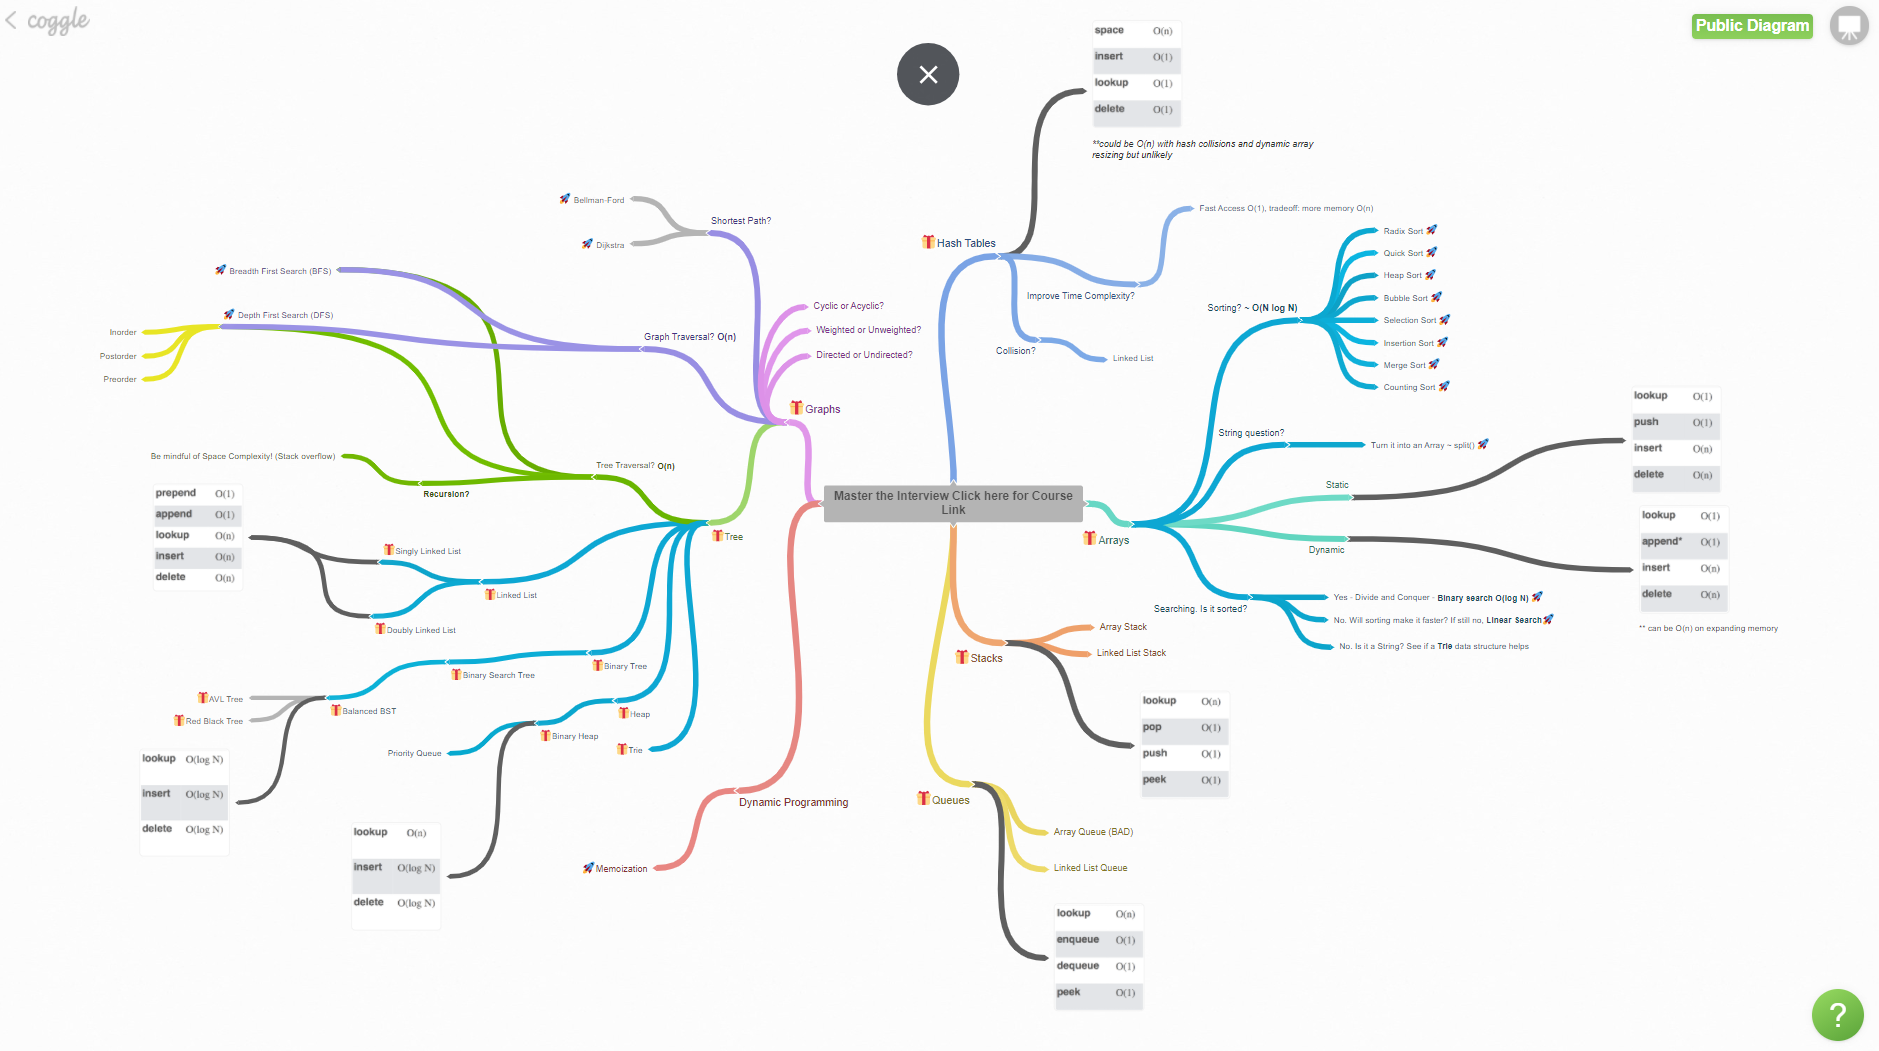 coggle
Public Diagram
space O(n)
insert O(1)
lookup O(1)
delete O(1)
**could be O(n) with hash collisions and dynamic array
resizing but unlikely
Bellman-Ford
Shortest Path?
Dijkstra
Breadth First Search (BFS)
Depth First Search (DFS)
Inorder
Postorder
Preorder
Graph Traversal? O(n)
Cyclic or Acyclic?
Weighted or Unweighted?
Directed or Undirected?
Graphs
Be mindful of Space Complexity! (Stack overflow)
Recursion?
Tree Traversal? O(n)
Tree
prepend O(1)
append O(1)
lookup O(n)
insert O(n)
delete O(n)
Singly Linked List
Linked List
Doubly Linked List
Binary Tree
Binary Search Tree
AVL Tree
Red Black Tree
Balanced BST
Heap
Binary Heap
Trie
Priority Queue
lookup O(log N)
insert O(log N)
delete O(log N)
lookup O(n)
insert O(log N)
delete O(log N)
Dynamic Programming
Memoization
Master the Interview Click here for Course
Link
Hash Tables
Fast Access O(1), tradeoff: more memory O(n)
Improve Time Complexity?
Collision?
Linked List
Sorting? ~ O(N log N)
Radix Sort
Quick Sort
Heap Sort
Bubble Sort
Selection Sort
Insertion Sort
Merge Sort
Counting Sort
String question?
Turn it into an Array ~ split()
Static
Arrays
Dynamic
lookup O(1)
push O(1)
insert O(n)
delete O(n)
lookup O(1)
append* O(1)
insert O(n)
delete O(n)
** can be O(n) on expanding memory
Searching. Is it sorted?
Yes - Divide and Conquer - Binary search O(log N)
No. Will sorting make it faster? If still no, Linear Search
No. Is it a String? See if a Trie data structure helps
Array Stack
Linked List Stack
Stacks
lookup O(n)
pop O(1)
push O(1)
peek O(1)
Queues
Array Queue (BAD)
Linked List Queue
lookup O(n)
enqueue O(1)
dequeue O(1)
peek O(1)
?